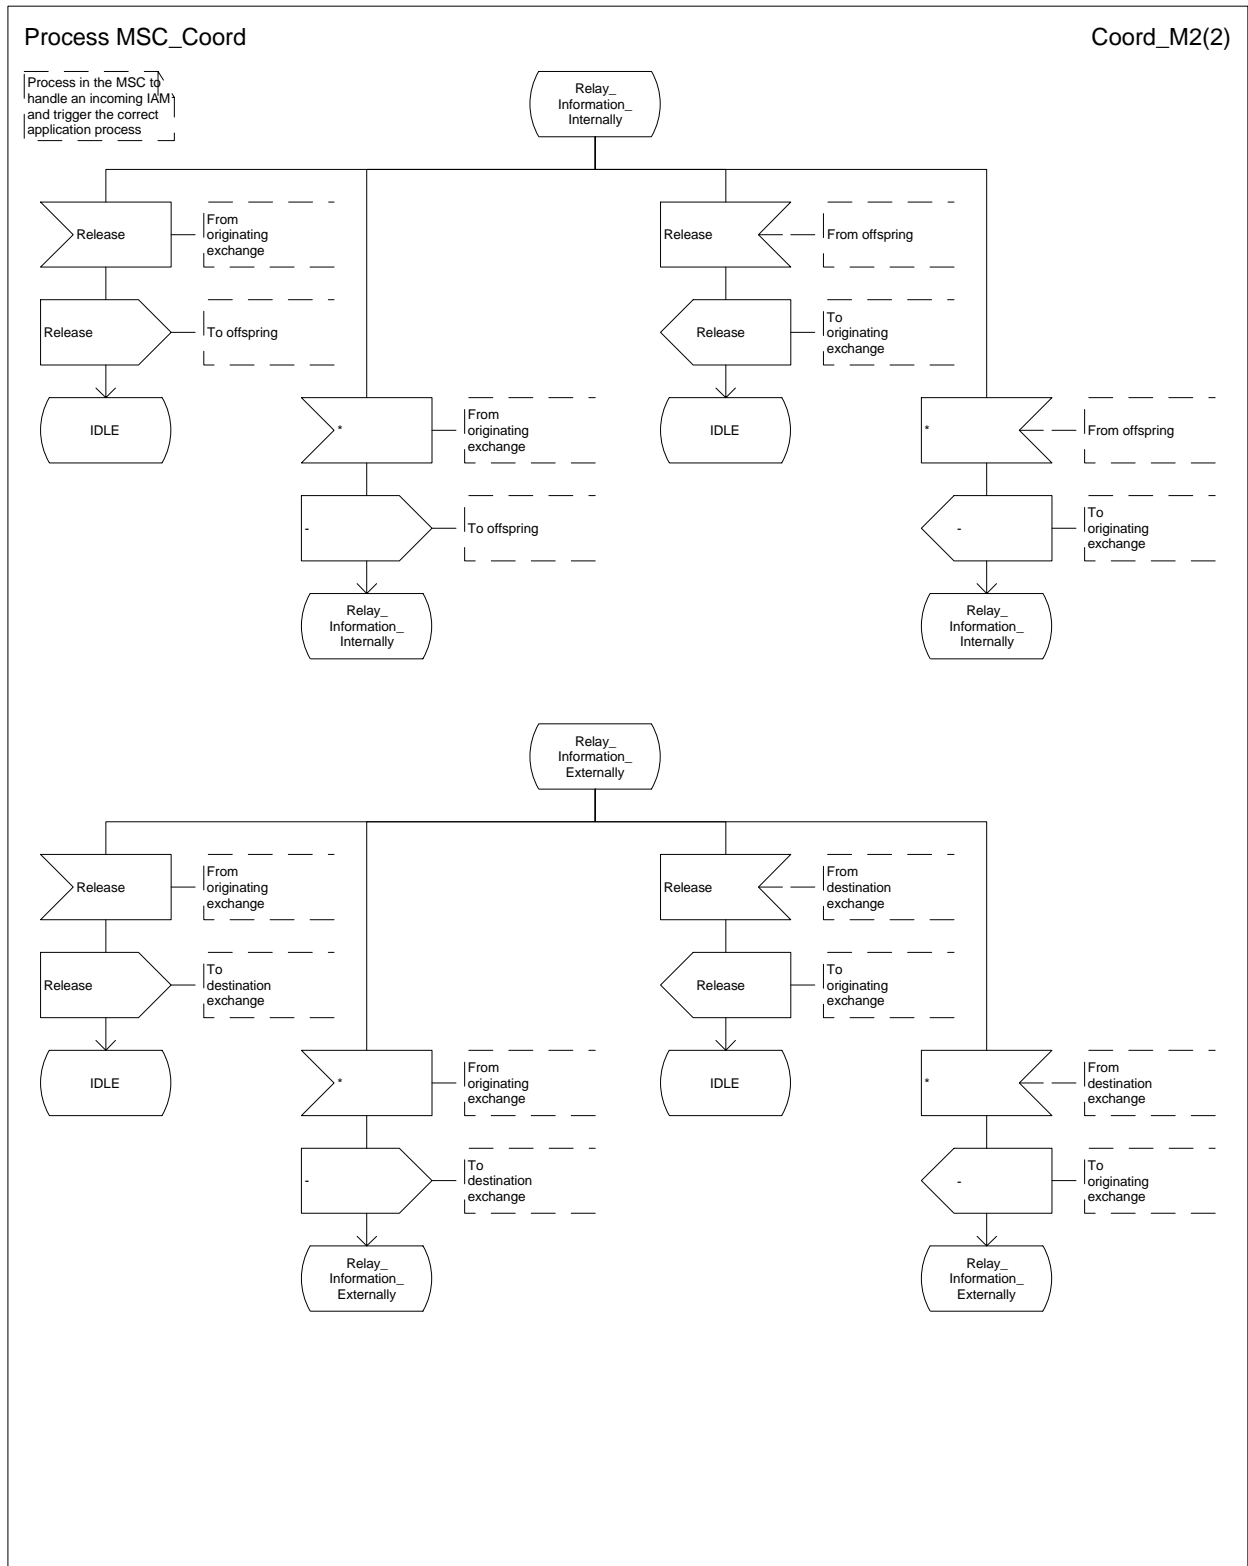 Process MSC_Coord
Coord_M2(2)
Process in the MSC to
handle an incoming IAM
and trigger the correct
application process
Relay_
Information_
Internally
Release
From
originating
exchange
Release
From offspring
Release
To offspring
Release
To
originating
exchange
IDLE
*
From
originating
exchange
IDLE
*
From offspring
-
To offspring
-
To
originating
exchange
Relay_
Information_
Internally
Relay_
Information_
Internally
Relay_
Information_
Externally
Release
From
originating
exchange
Release
From
destination
exchange
Release
To
destination
exchange
Release
To
originating
exchange
IDLE
*
From
originating
exchange
IDLE
*
From
destination
exchange
-
To
destination
exchange
-
To
originating
exchange
Relay_
Information_
Externally
Relay_
Information_
Externally